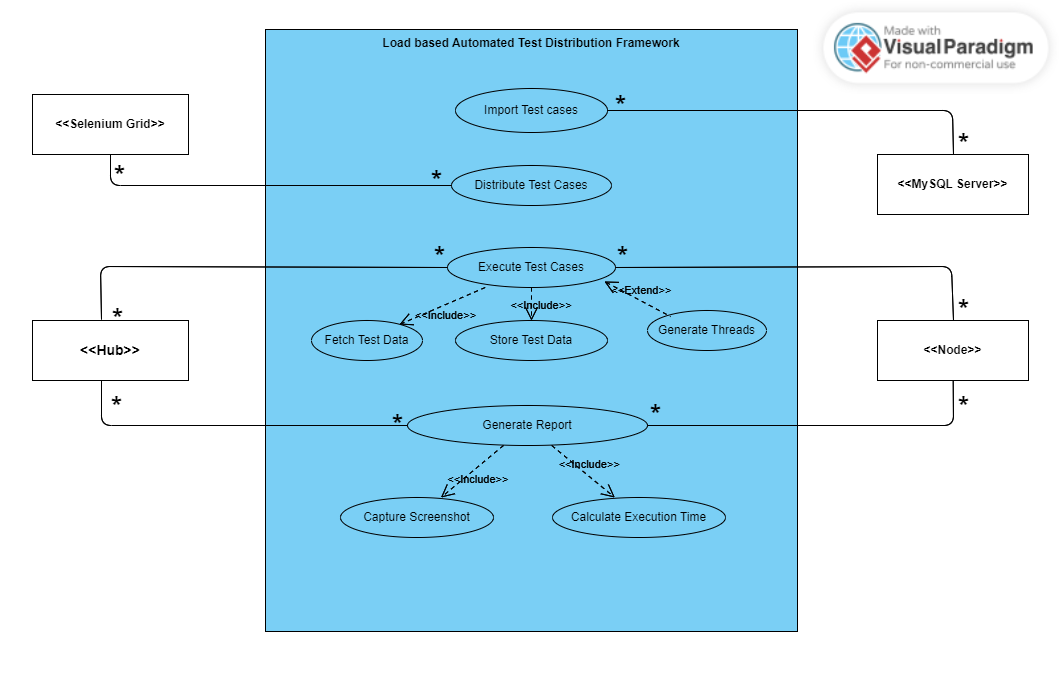 Load based Automated Test Distribution Framework
Made with
Visual Paradigm
For non-commercial use
Import Test cases
*
*
<<Selenium Grid>>
*
*
Distribute Test Cases
<<MySQL Server>>
*
*
Execute Test Cases
<<Extend>>
<<Include>>
<<Include>>
*
*
Fetch Test Data
Store Test Data
Generate Threads
<<Hub>>
<<Node>>
*
*
*
*
Generate Report
<<Include>>
<<Include>>
Capture Screenshot
Calculate Execution Time